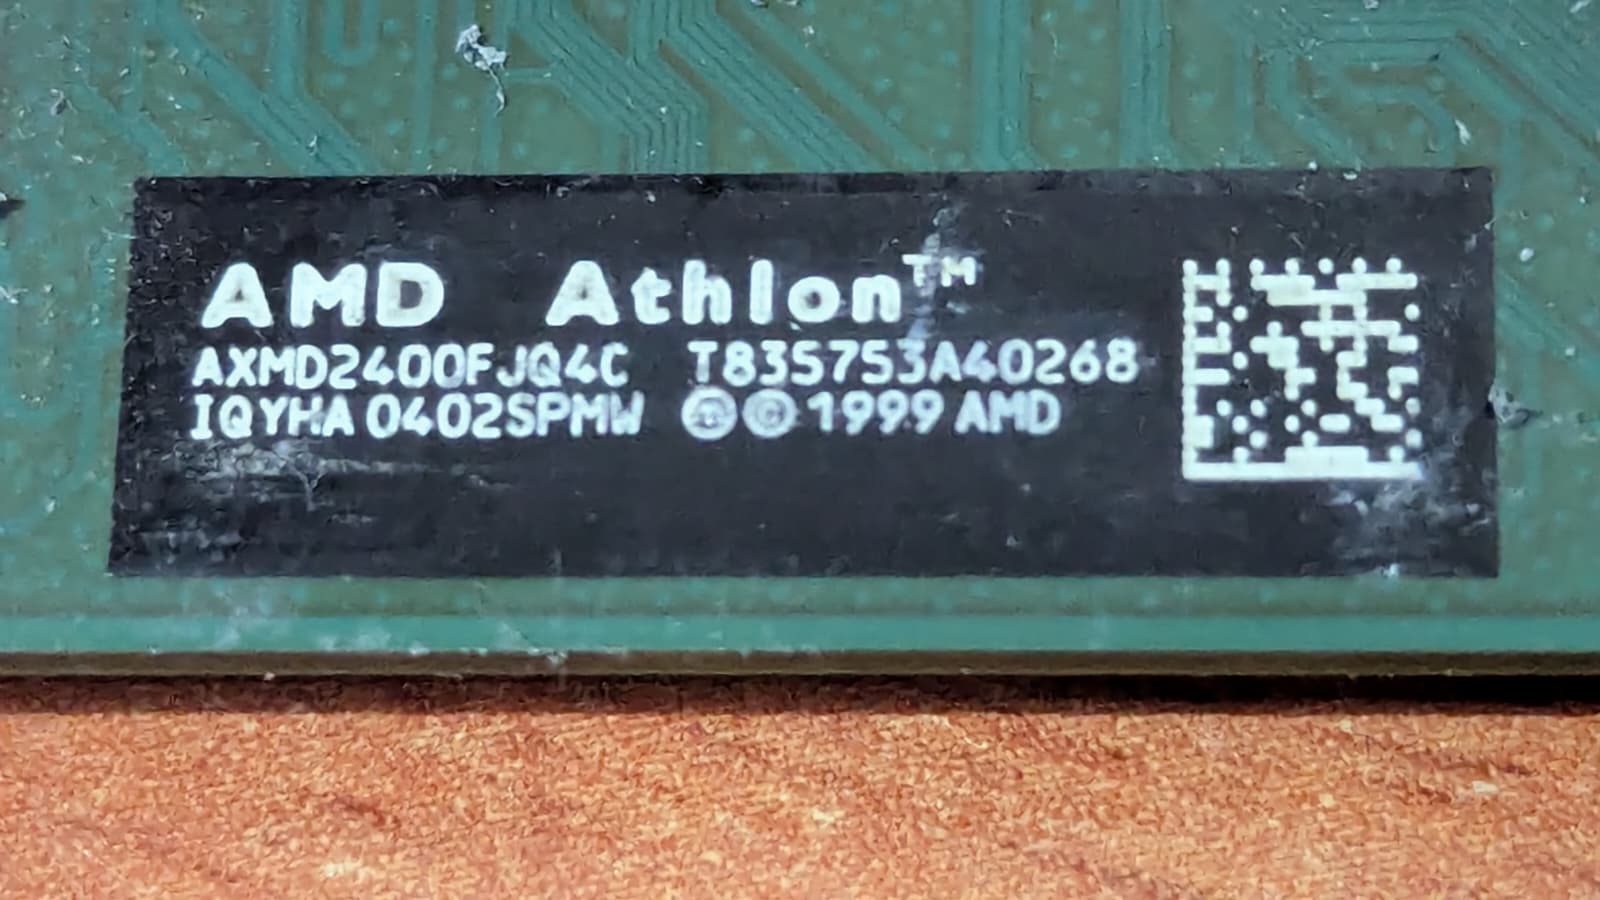 AMD Athlon™
AXMD2400FJQ4C T835753A40268
IQYHA 0402SPMW ⓜ © 1999 AMD